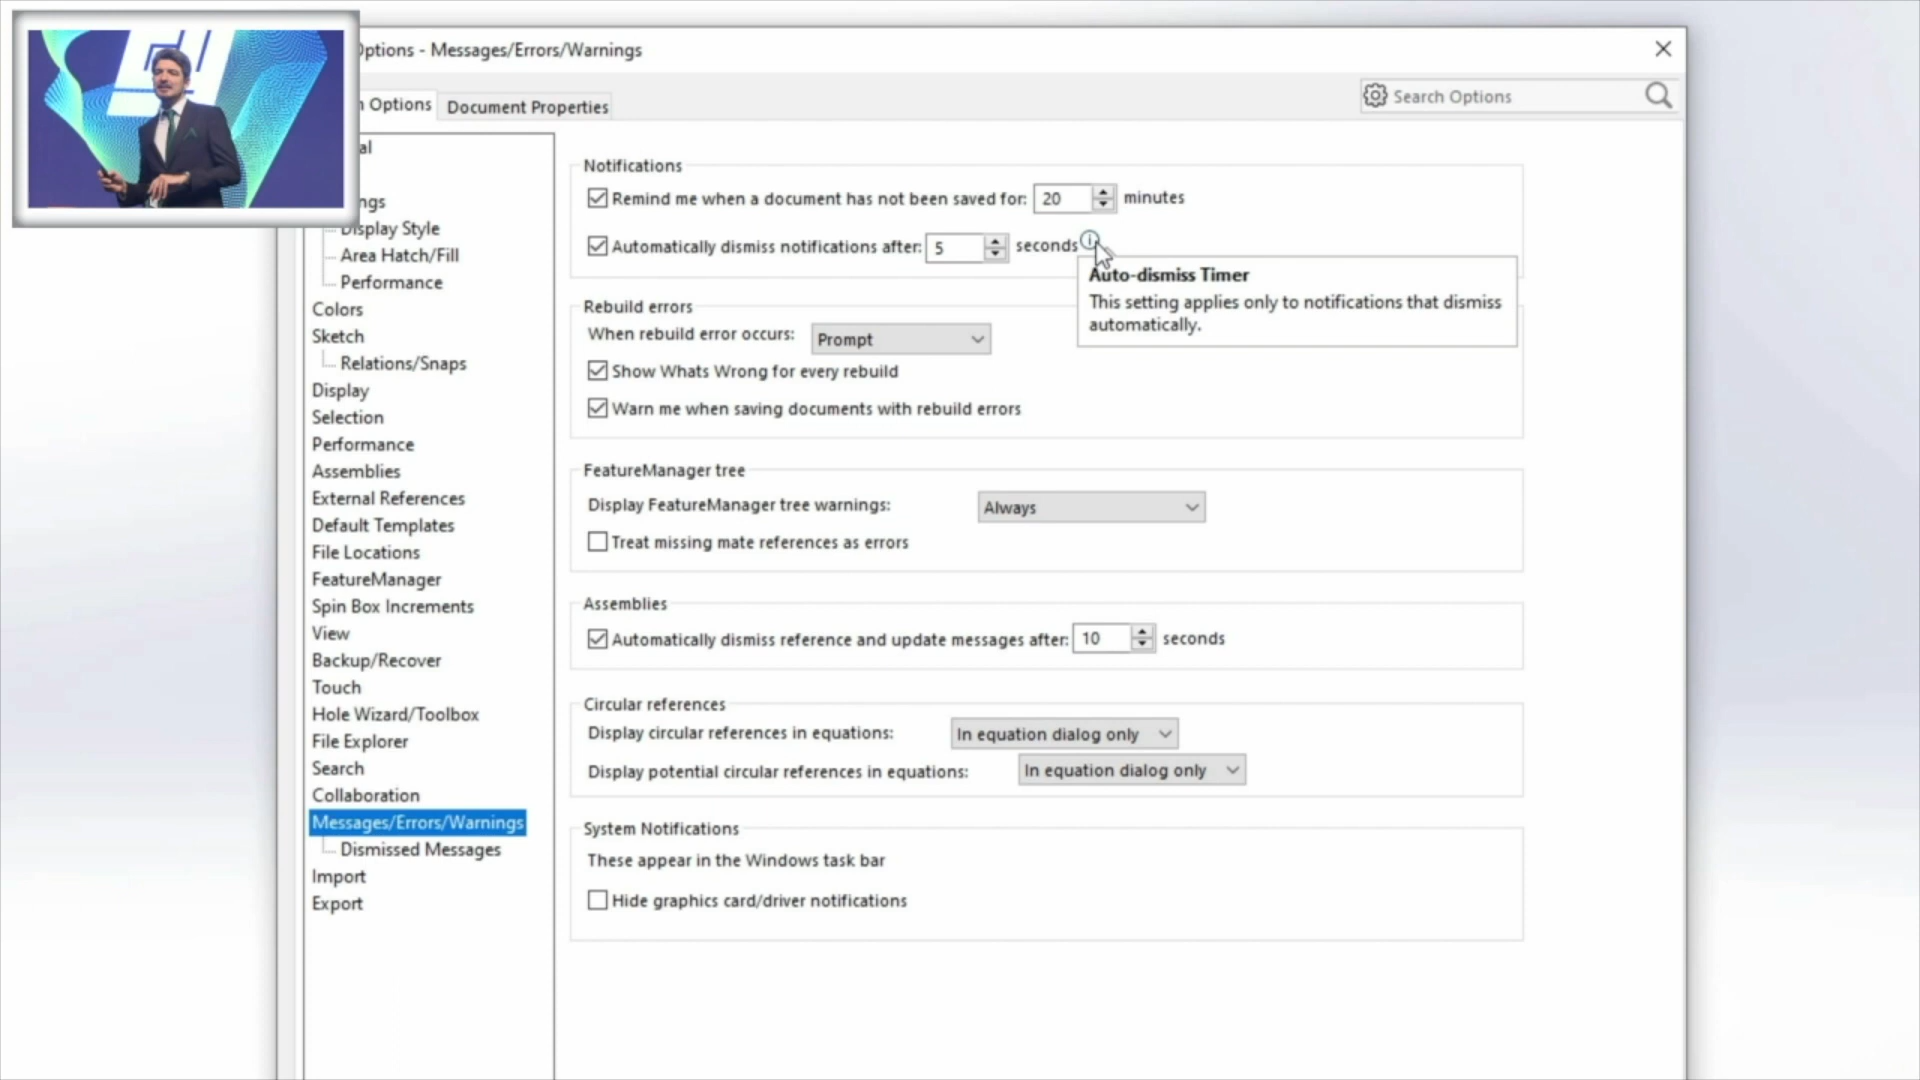 ptions - Messages/Errors/Warnings
Options
Document Properties
Search Options
al
ngs
Display Style
Area Hatch/Fill
Performance
Colors
Sketch
Relations/Snaps
Display
Selection
Performance
Assemblies
External References
Default Templates
File Locations
FeatureManager
Spin Box Increments
View
Backup/Recover
Touch
Hole Wizard/Toolbox
File Explorer
Search
Collaboration
Messages/Errors/Warnings
Dismissed Messages
Import
Export
Notifications
Remind me when a document has not been saved for: 20 minutes
Automatically dismiss notifications after: 5 seconds
Auto-dismiss Timer
This setting applies only to notifications that dismiss
automatically.
Rebuild errors
When rebuild error occurs: Prompt
Show Whats Wrong for every rebuild
Warn me when saving documents with rebuild errors
FeatureManager tree
Display FeatureManager tree warnings: Always
Treat missing mate references as errors
Assemblies
Automatically dismiss reference and update messages after: 10 seconds
Circular references
Display circular references in equations: In equation dialog only
Display potential circular references in equations: In equation dialog only
System Notifications
These appear in the Windows task bar
Hide graphics card/driver notifications